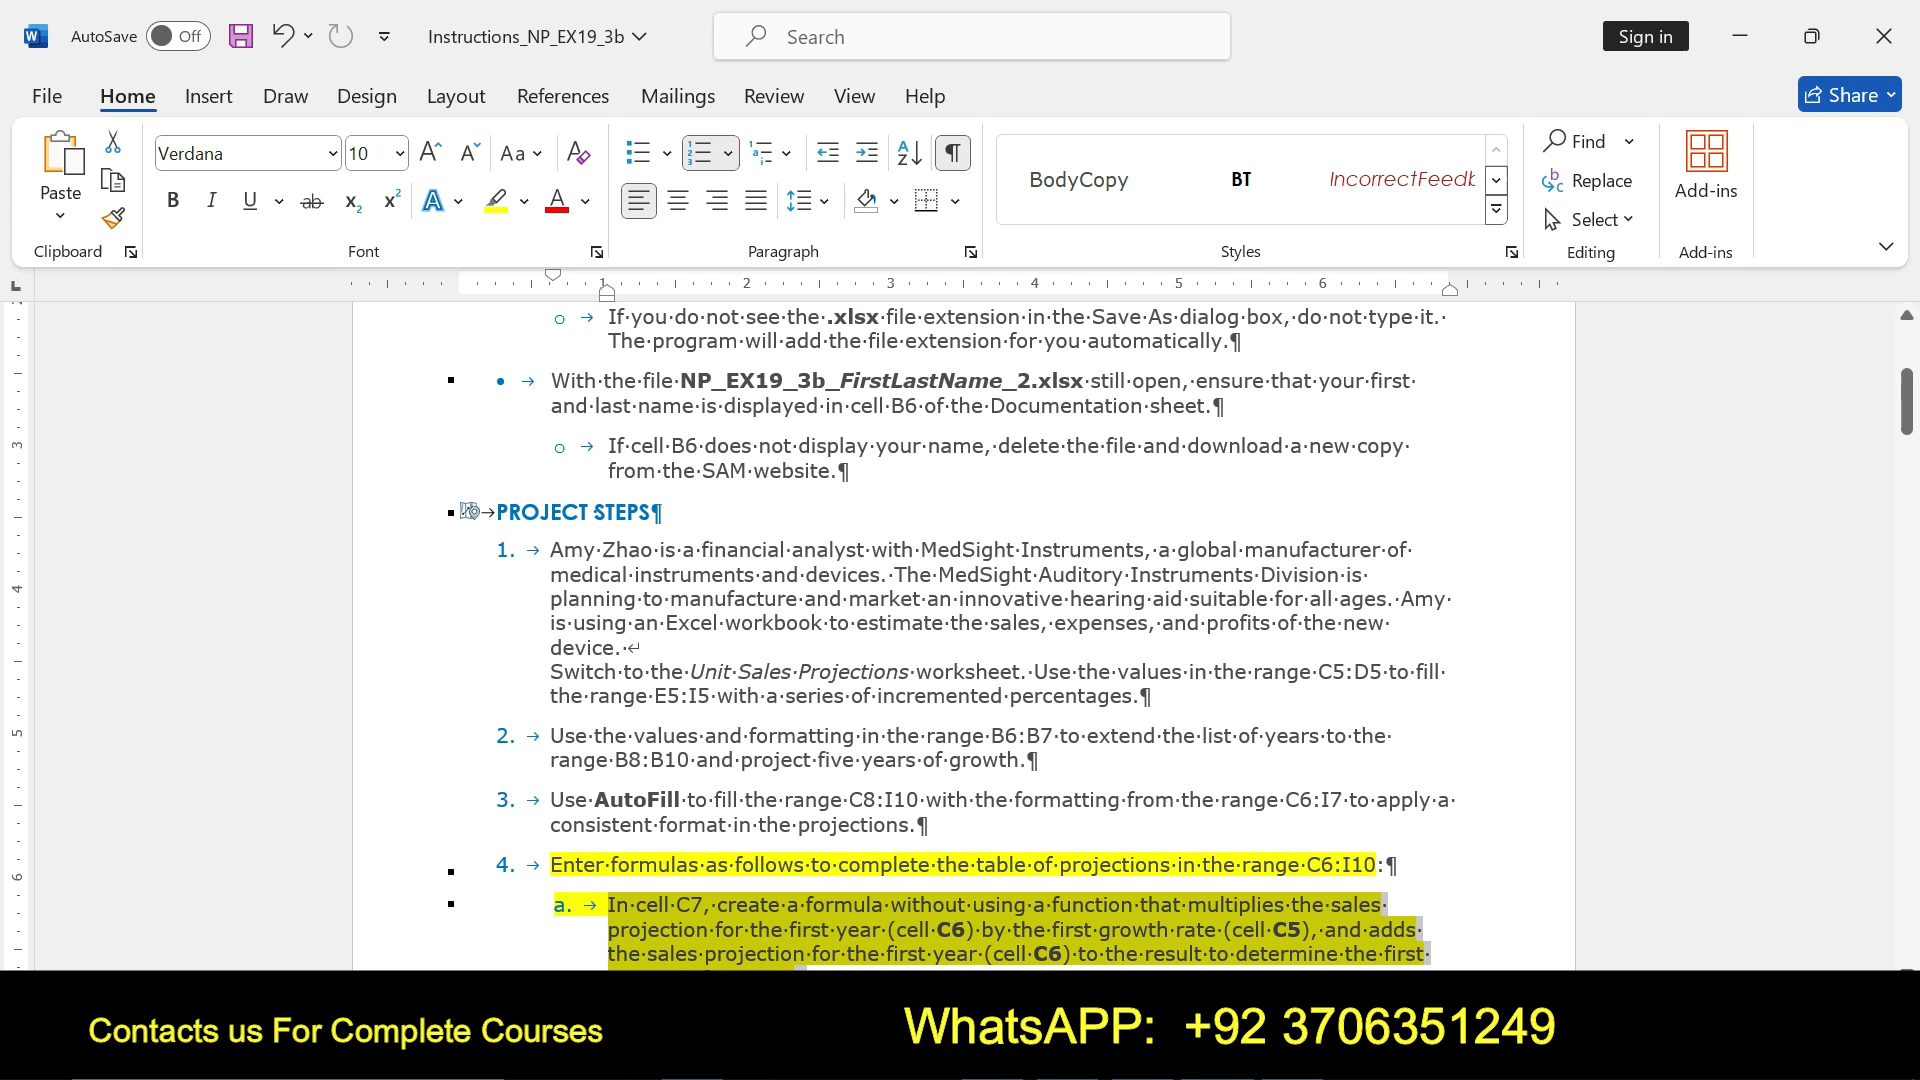 AutoSave Off Instructions_NP_EX19_3b Search Sign in
File Home Insert Draw Design Layout References Mailings Review View Help Share
Paste Verdana 10 Aa BodyCopy BT Find Replace Select Add-ins
Clipboard Font Paragraph Styles Editing Add-ins
1 2 3 4 5 6
o → If·you·do·not·see·the·.xlsx·file·extension·in·the·Save·As·dialog·box,·do·not·type·it.·
The·program·will·add·the·file·extension·for·you·automatically.¶
• → With·the·file·NP_EX19_3b_FirstLastName_2.xlsx·still·open,·ensure·that·your·first·
and·last·name·is·displayed·in·cell·B6·of·the·Documentation·sheet.¶
o → If·cell·B6·does·not·display·your·name,·delete·the·file·and·download·a·new·copy·
from·the·SAM·website.¶
→PROJECT STEPS¶
1. → Amy·Zhao·is·a·financial·analyst·with·MedSight·Instruments,·a·global·manufacturer·of·
medical·instruments·and·devices.·The·MedSight·Auditory·Instruments·Division·is·
planning·to·manufacture·and·market·an·innovative·hearing·aid·suitable·for·all·ages.·Amy·
is·using·an·Excel·workbook·to·estimate·the·sales,·expenses,·and·profits·of·the·new·
device.·↵
Switch·to·the·Unit·Sales·Projections·worksheet.·Use·the·values·in·the·range·C5:D5·to·fill·
the·range·E5:I5·with·a·series·of·incremented·percentages.¶
2. → Use·the·values·and·formatting·in·the·range·B6:B7·to·extend·the·list·of·years·to·the·
range·B8:B10·and·project·five·years·of·growth.¶
3. → Use·AutoFill·to·fill·the·range·C8:I10·with·the·formatting·from·the·range·C6:I7·to·apply·a·
consistent·format·in·the·projections.¶
4. → Enter·formulas·as·follows·to·complete·the·table·of·projections·in·the·range·C6:I10:¶
a. → In·cell·C7,·create·a·formula·without·using·a·function·that·multiplies·the·sales·
projection·for·the·first·year·(cell·C6)·by·the·first·growth·rate·(cell·C5),·and·adds·
the·sales·projection·for·the·first·year·(cell·C6)·to·the·result·to·determine·the·first·
Contacts us For Complete Courses
WhatsAPP: +92 3706351249